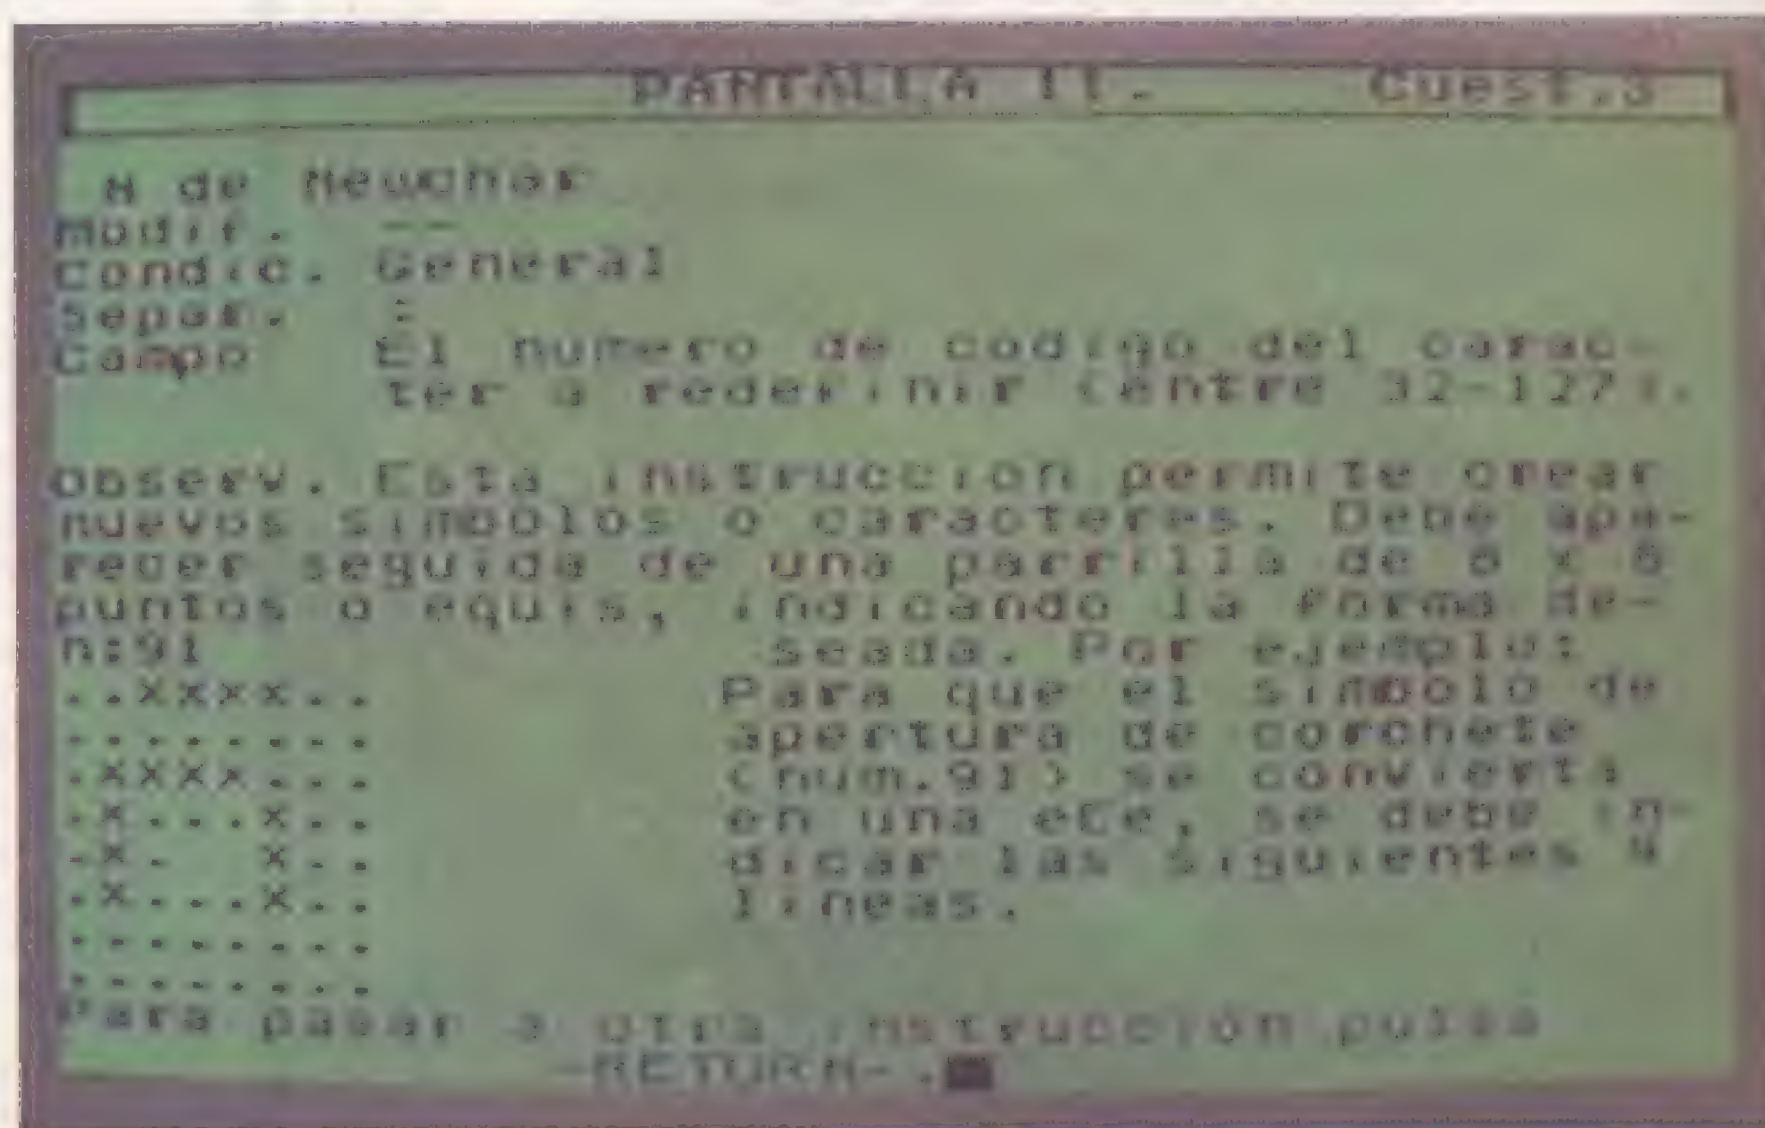 PANTALLA 11. Cuest.3
N de Newchar
Modif. --
Condic. General
Separ. :
Campo El numero de codigo del carac-
ter a redefinir (entre 32-127).
Observ. Esta instruccion permite crear
nuevos simbolos o caracteres. Debe apa-
recer seguida de una parrilla de 8 x 8
puntos o equis, indicando la forma de-
n:91 seada. Por ejemplo:
..xxxx.. Para que el simbolo de
........ apertura de corchete
.xxxx... (num.91) se convierta
.x...x.. en una eñe, se debe in-
.x. x.. dicar las siguientes 9
.x...x.. lineas.
........
........
Para pasar a otra instrucción pulsa
-RETURN-.